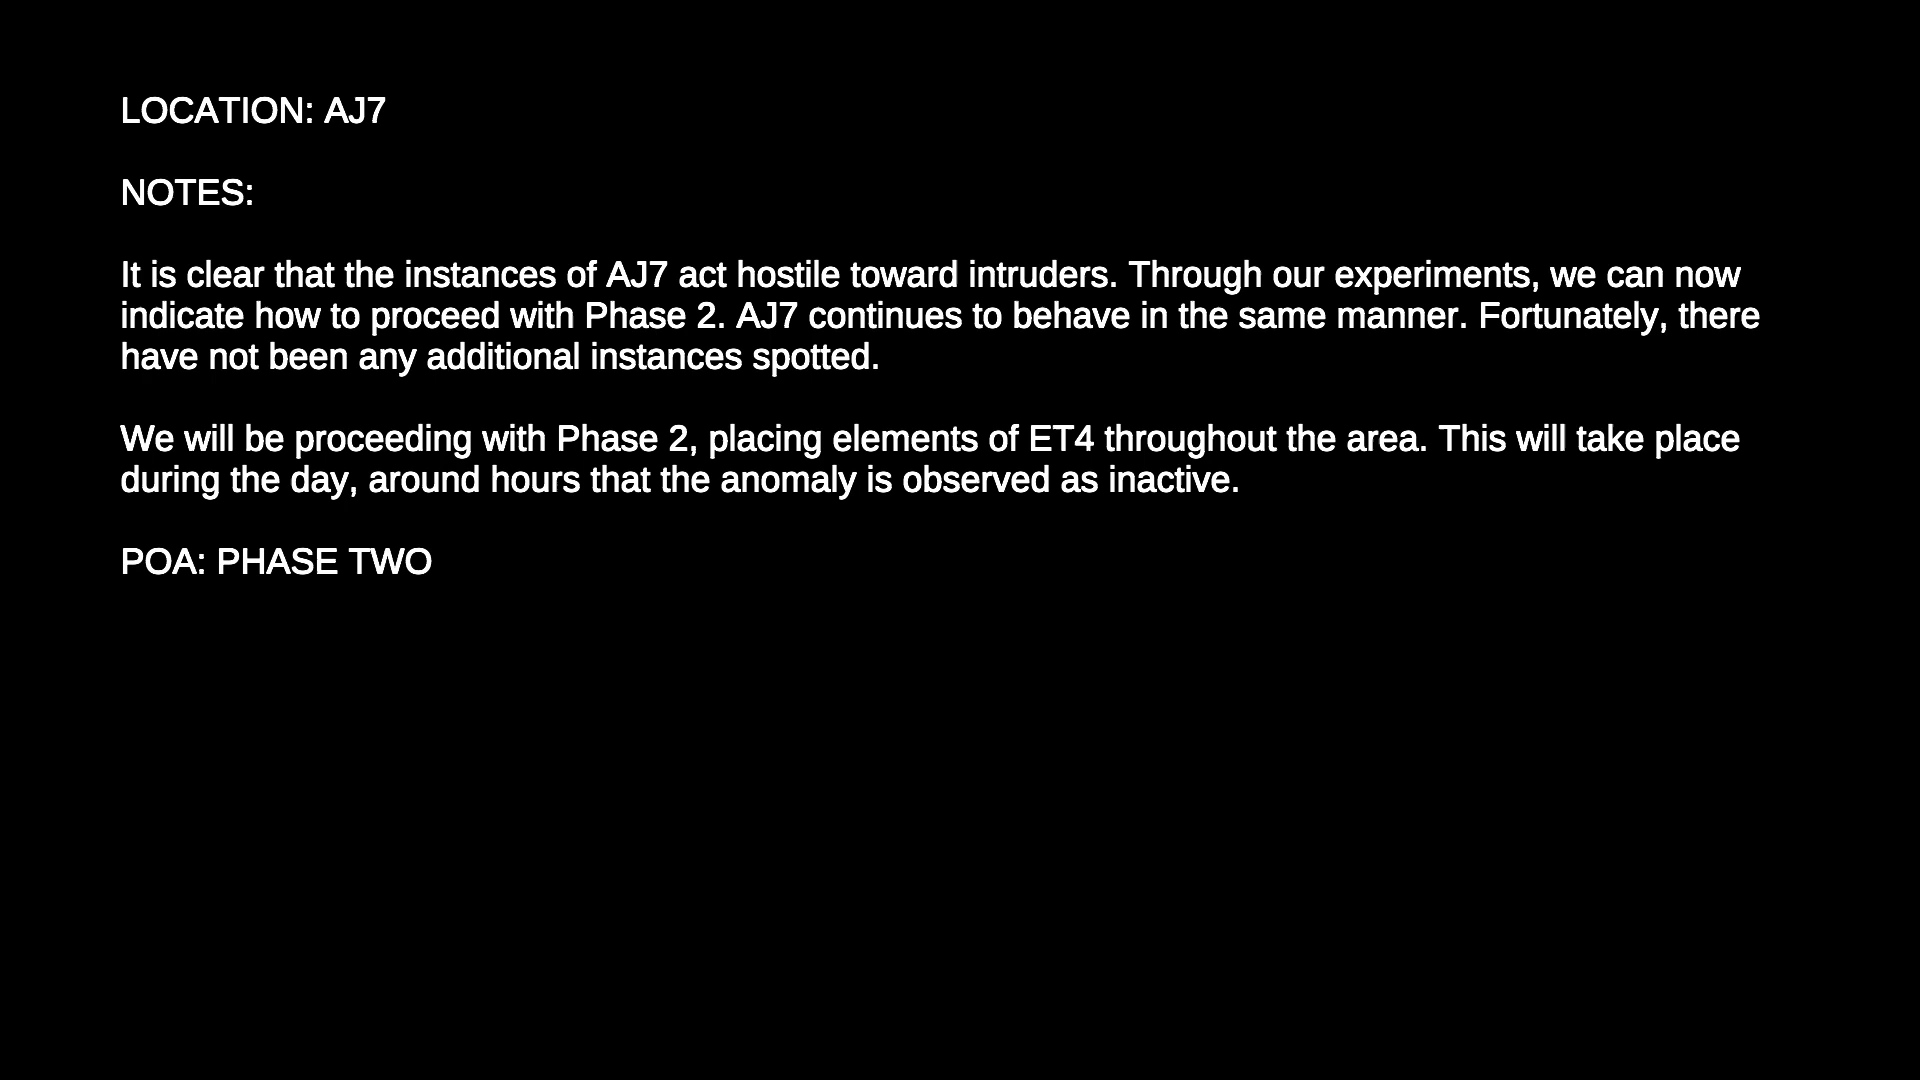 LOCATION: AJ7
NOTES:
It is clear that the instances of AJ7 act hostile toward intruders. Through our experiments, we can now
indicate how to proceed with Phase 2. AJ7 continues to behave in the same manner. Fortunately, there
have not been any additional instances spotted.
We will be proceeding with Phase 2, placing elements of ET4 throughout the area. This will take place
during the day, around hours that the anomaly is observed as inactive.
POA: PHASE TWO